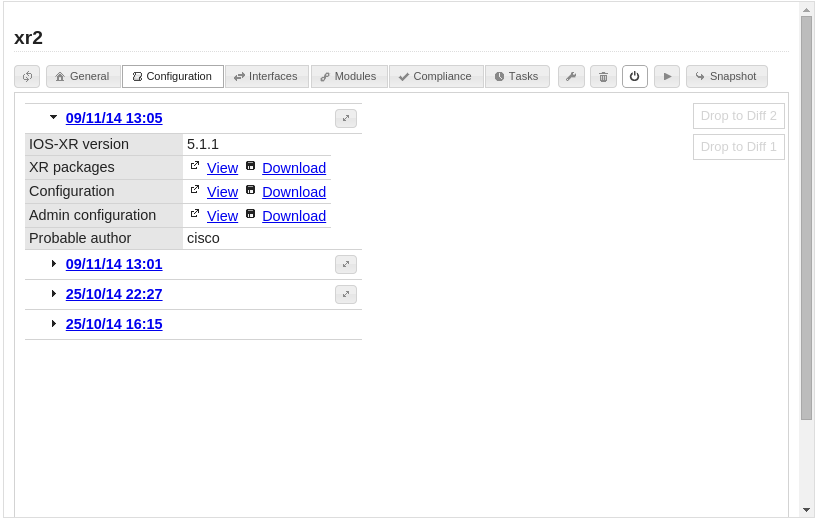 xr2
General Configuration Interfaces Modules Compliance Tasks Snapshot
09/11/14 13:05
Drop to Diff 2
IOS-XR version 5.1.1
Drop to Diff 1
XR packages View Download
Configuration View Download
Admin configuration View Download
Probable author cisco
09/11/14 13:01
25/10/14 22:27
25/10/14 16:15